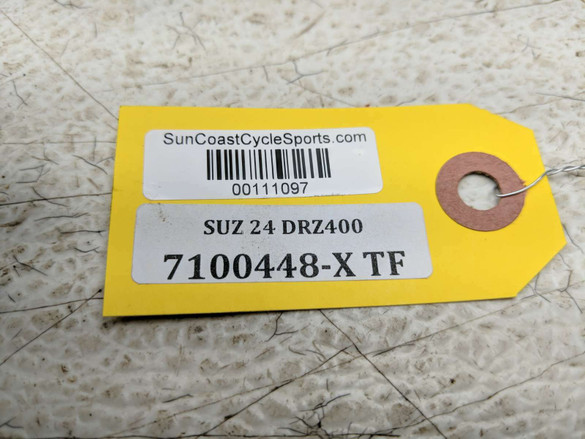 SunCoastCycleSports.com
00111097
SUZ 24 DRZ400
7100448-X TF